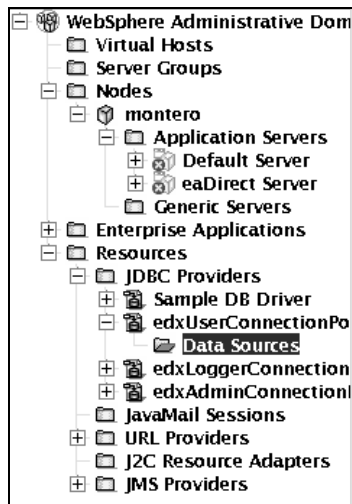 WebSphere Administrative Dom
Virtual Hosts
Server Groups
Nodes
montero
Application Servers
Default Server
eaDirect Server
Generic Servers
Enterprise Applications
Resources
JDBC Providers
Sample DB Driver
edxUserConnectionPo
Data Sources
edxLoggerConnection
edxAdminConnectionI
JavaMail Sessions
URL Providers
J2C Resource Adapters
JMS Providers